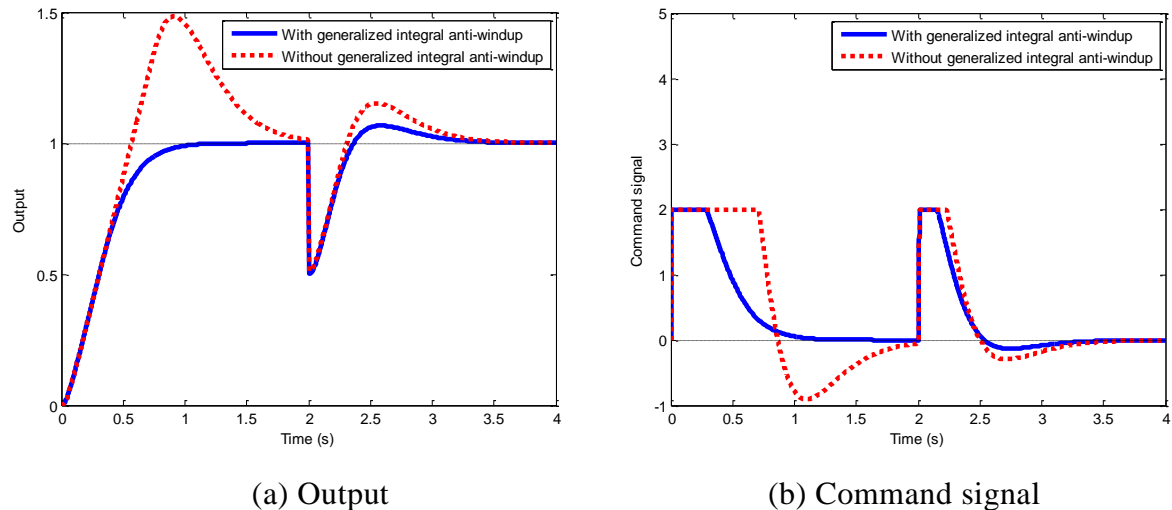 1.5
1
0.5
0
Output
With generalized integral anti-windup
Without generalized integral anti-windup
0 0.5 1 1.5 2 2.5 3 3.5 4
Time (s)
(a) Output
5
4
3
2
1
0
-1
Command signal
With generalized integral anti-windup
Without generalized integral anti-windup
0 0.5 1 1.5 2 2.5 3 3.5 4
Time (s)
(b) Command signal